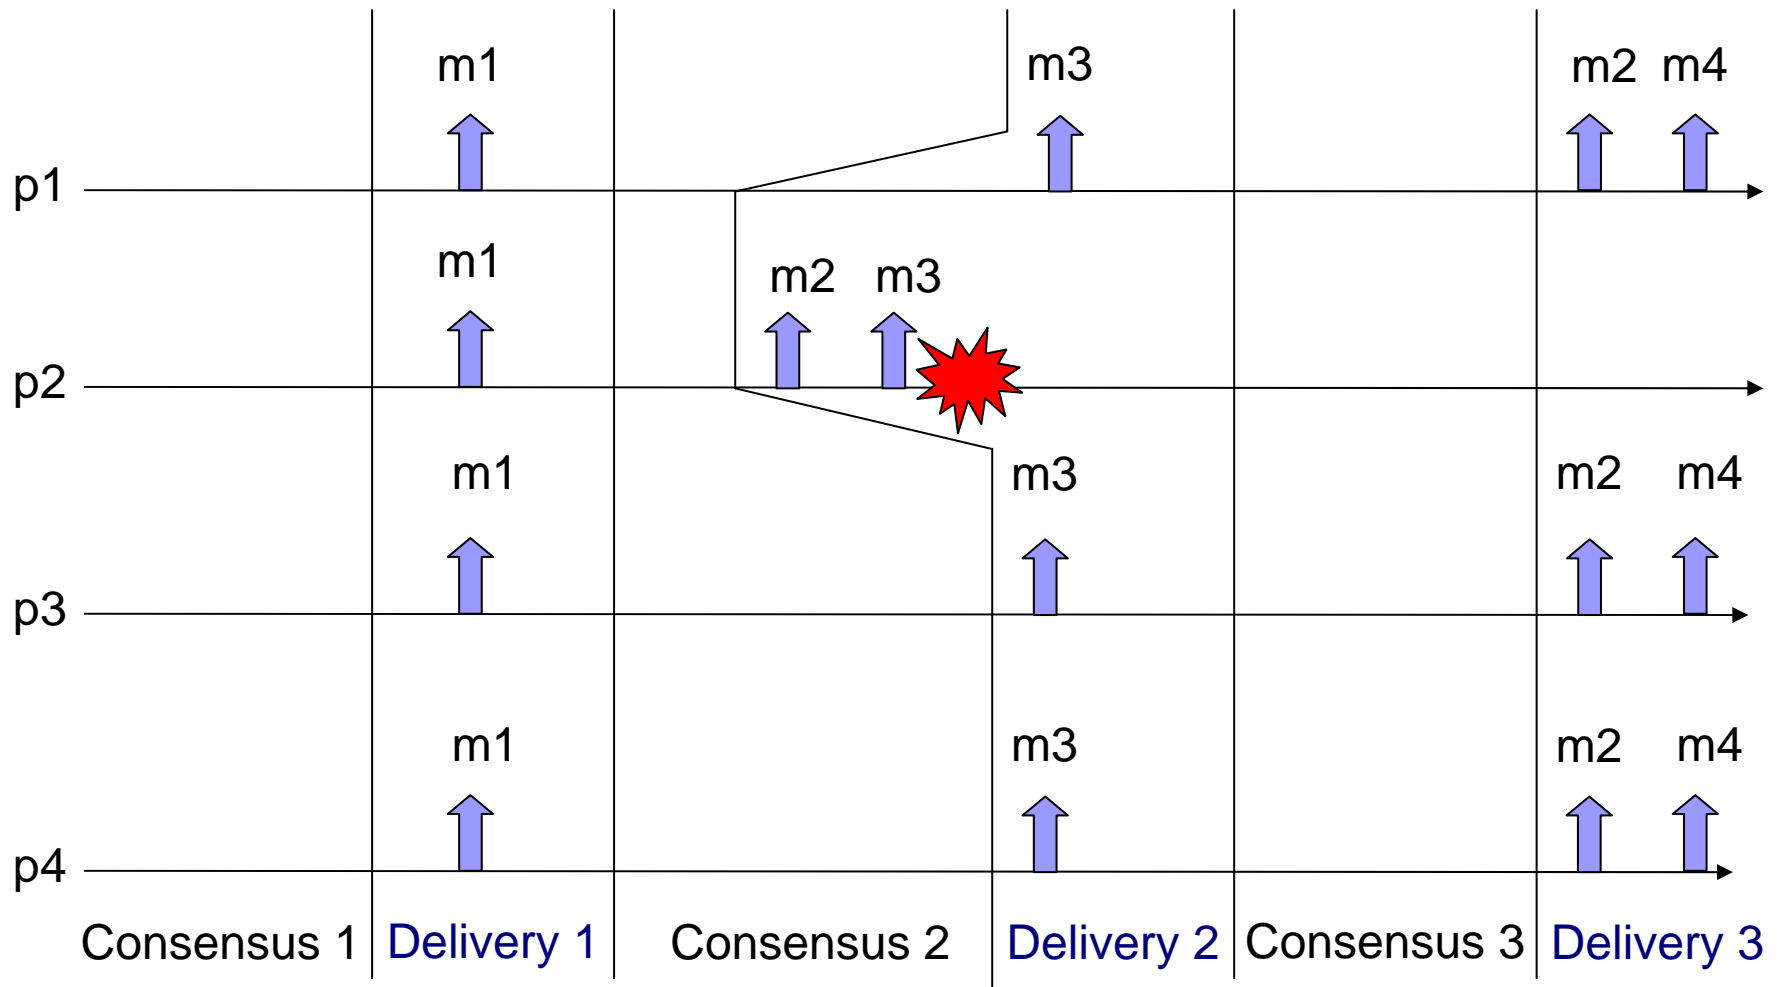 m1 m3 m2 m4
p1
m1 m2 m3
p2
m1 m3 m2 m4
p3
m1 m3 m2 m4
p4
Consensus 1 Delivery 1 Consensus 2 Delivery 2 Consensus 3 Delivery 3